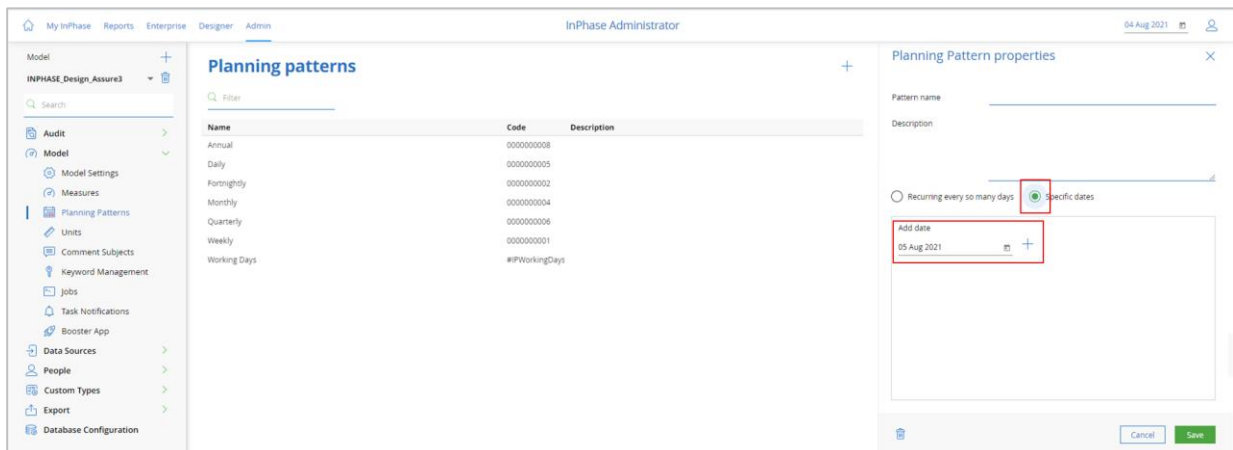 My InPhase Reports Enterprise Designer Admin
InPhase Administrator
04 Aug 2021
Model
INPHASE_Design_Assure3
Search
Audit
Model
Model Settings
Measures
Planning Patterns
Units
Comment Subjects
Keyword Management
Jobs
Task Notifications
Booster App
Data Sources
People
Custom Types
Export
Database Configuration
Planning patterns
Filter
Name Code Description
Annual 0000000008
Daily 0000000005
Fortnightly 0000000002
Monthly 0000000004
Quarterly 0000000006
Weekly 0000000001
Working Days #IPWorkingDays
Planning Pattern properties
Pattern name
Description
Recurring every so many days Specific dates
Add date
05 Aug 2021
Cancel Save